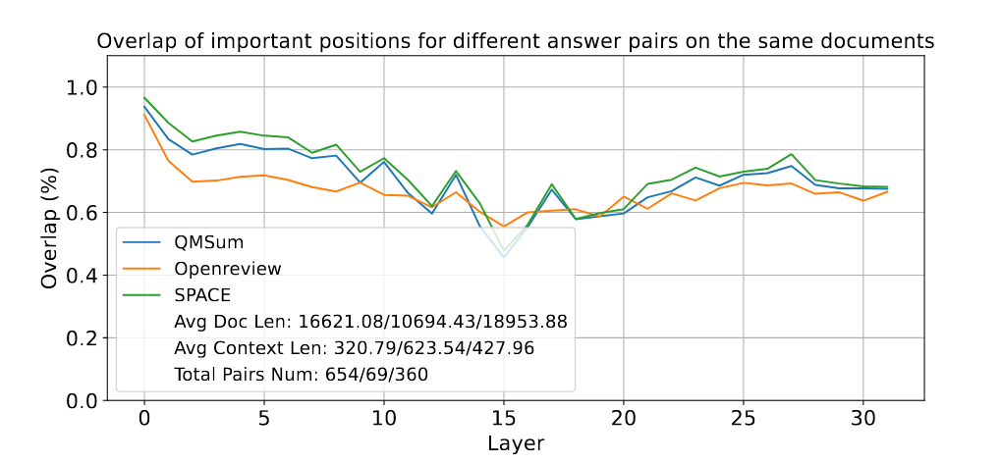 Overlap of important positions for different answer pairs on the same documents
1.0
0.8
0.6
0.4
0.2
0.0
Overlap (%)
QMSum
Openreview
SPACE
Avg Doc Len: 16621.08/10694.43/18953.88
Avg Context Len: 320.79/623.54/427.96
Total Pairs Num: 654/69/360
0 5 10 15 20 25 30
Layer